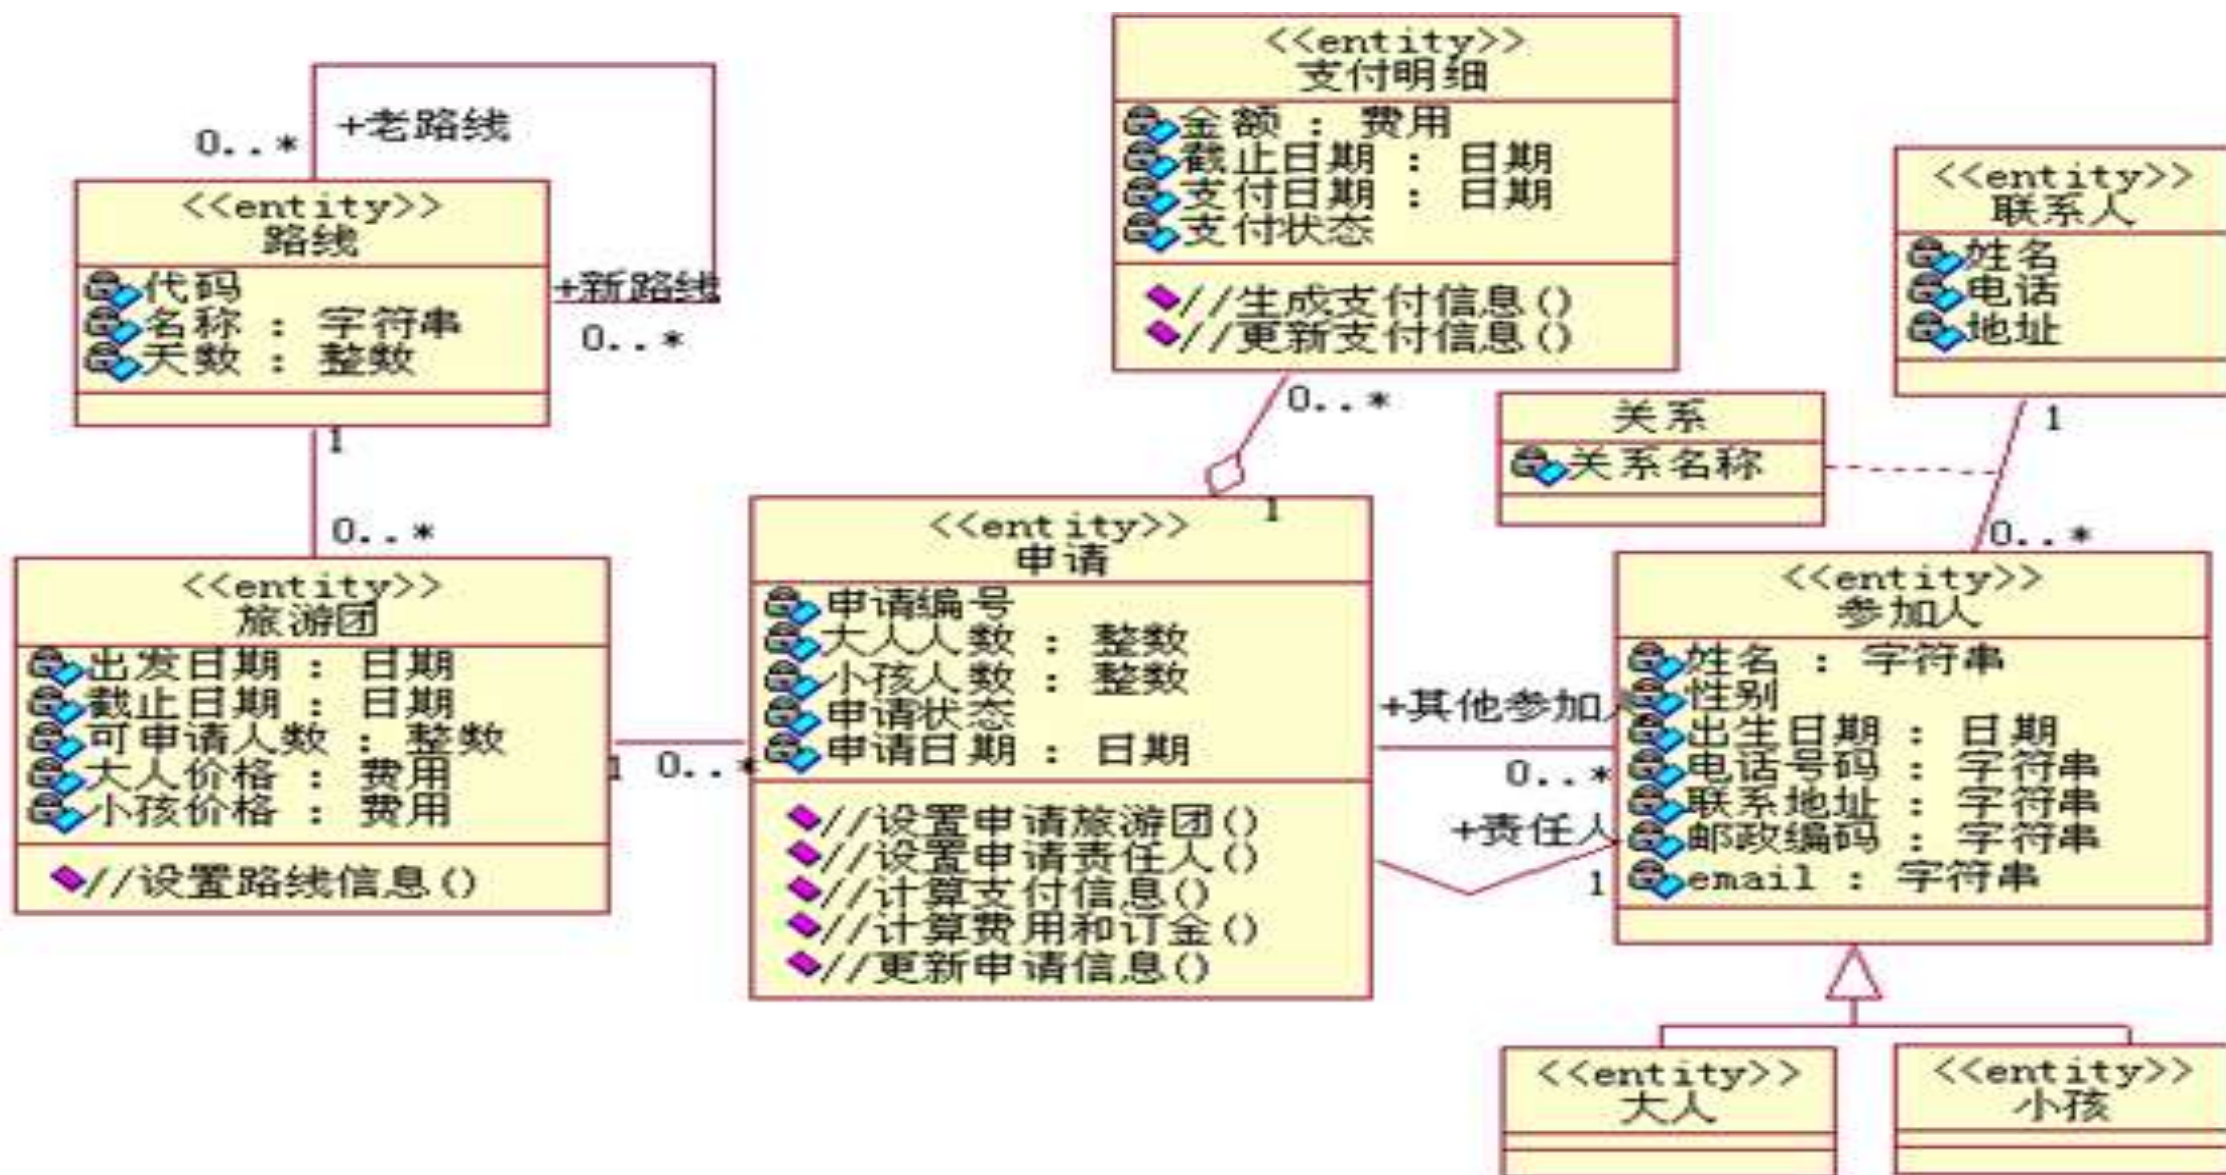 <<entity>>
支付明细
金额 : 费用
截止日期 : 日期
支付日期 : 日期
支付状态
//生成支付信息()
//更新支付信息()
0..*
+老路线
0..*
<<entity>>
路线
代码
名称 : 字符串
天数 : 整数
+新路线
0..*
1
0..*
<<entity>>
联系人
姓名
电话
地址
1
0..*
关系
关系名称
<<entity>>
旅游团
出发日期 : 日期
截止日期 : 日期
可申请人数 : 整数
大人价格 : 费用
小孩价格 : 费用
//设置路线信息()
1 0..*
1
<<entity>>
申请
申请编号
大人人数 : 整数
小孩人数 : 整数
申请状态
申请日期 : 日期
//设置申请旅游团()
//设置申请责任人()
//计算支付信息()
//计算费用和订金()
//更新申请信息()
+其他参加人
0..*
+责任人
1
<<entity>>
参加人
姓名 : 字符串
性别
出生日期 : 日期
电话号码 : 字符串
联系地址 : 字符串
邮政编码 : 字符串
email : 字符串
<<entity>>
大人
<<entity>>
小孩